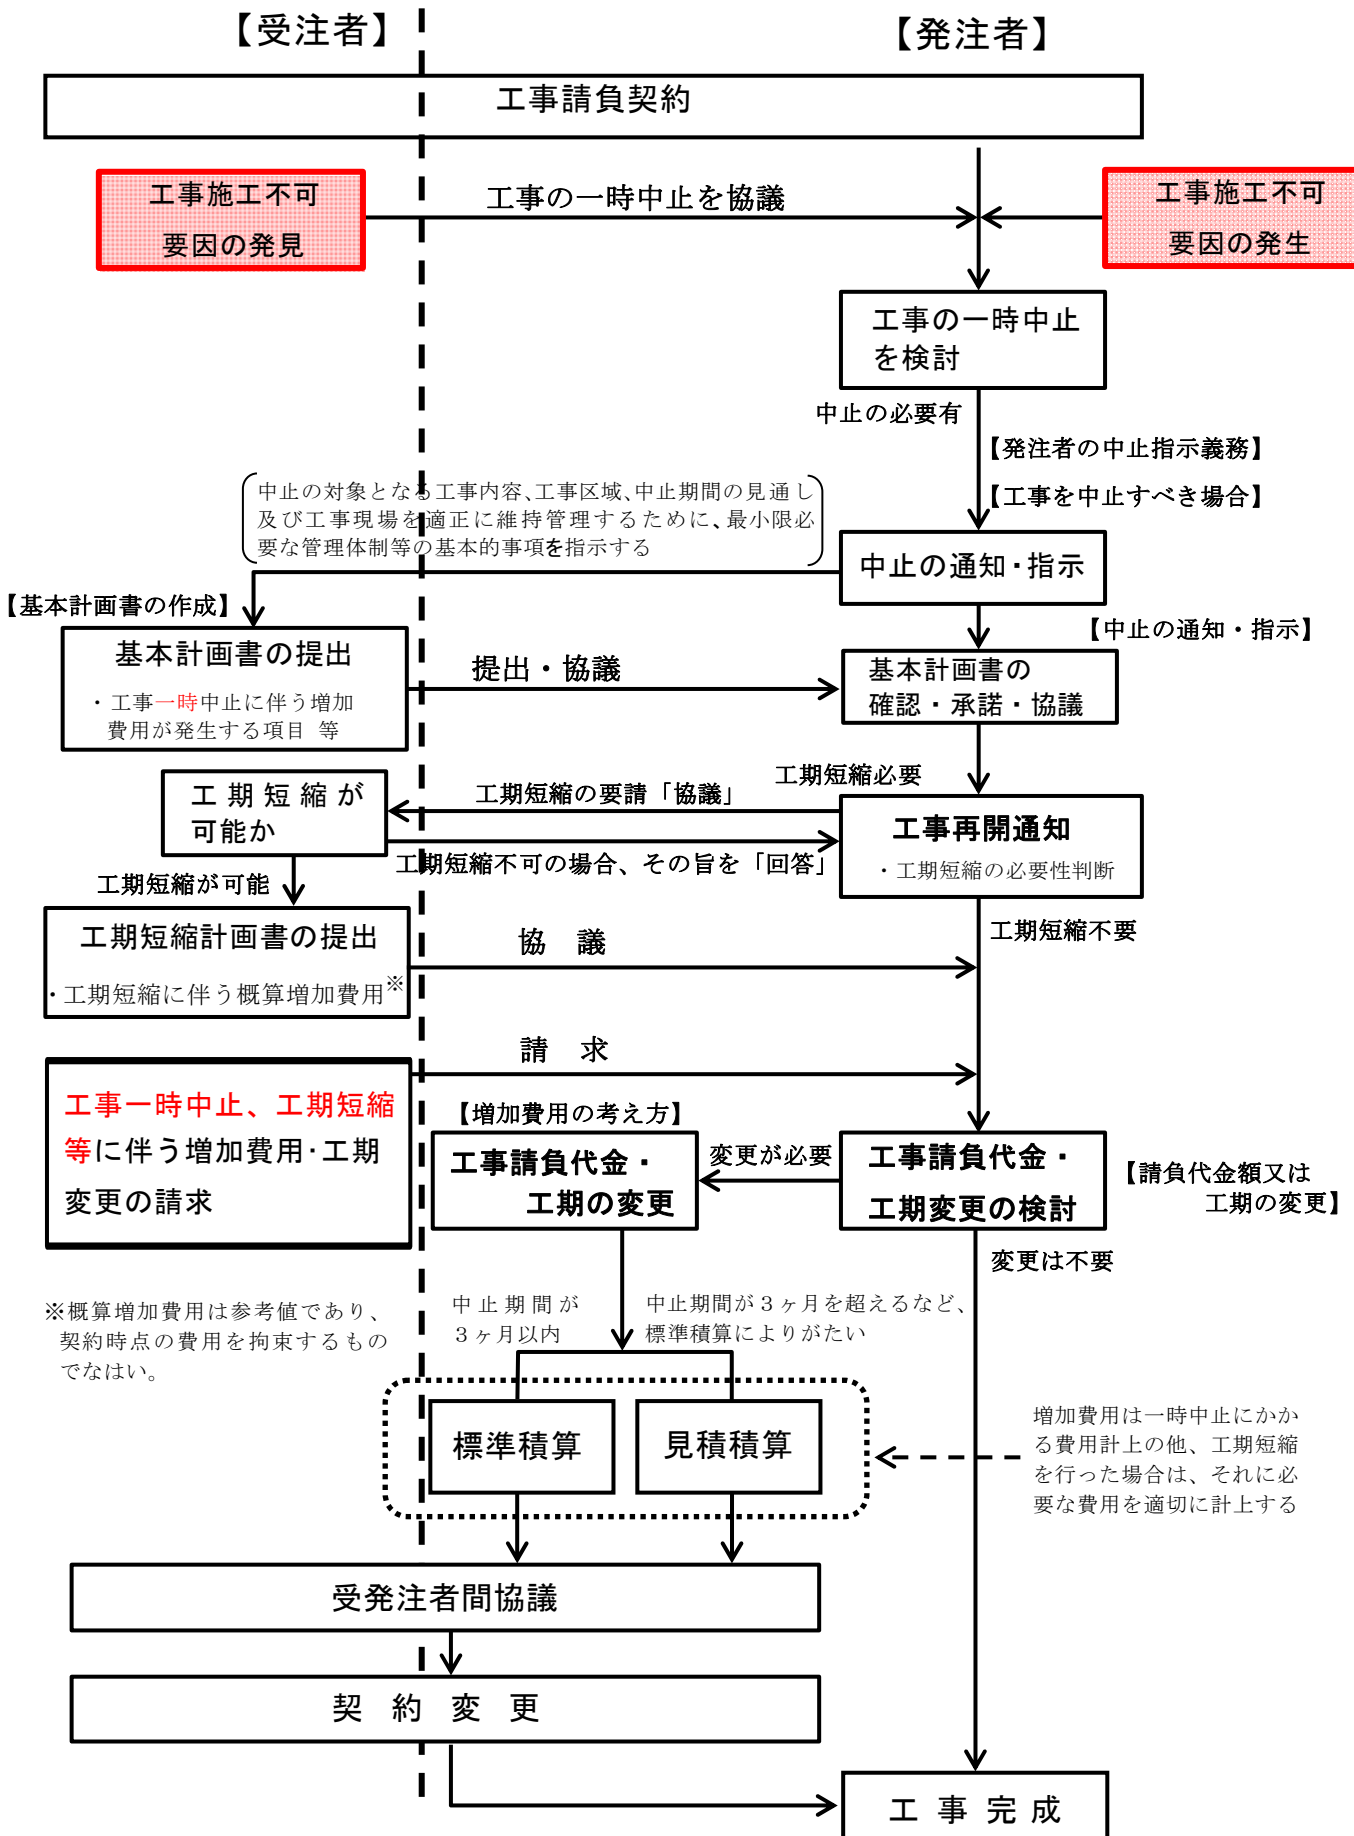 【受注者】
【発注者】
工事請負契約
工事施工不可
要因の発見
工事の一時中止を協議
工事施工不可
要因の発生
工事の一時中止
を検討
中止の必要有
【発注者の中止指示義務】
【工事を中止すべき場合】
中止の対象となる工事内容、工事区域、中止期間の見通し
及び工事現場を適正に維持管理するために、最小限必
要な管理体制等の基本的事項を指示する
中止の通知・指示
【基本計画書の作成】
【中止の通知・指示】
基本計画書の提出
・工事一時中止に伴う増加
費用が発生する項目 等
提出・協議
基本計画書の
確認・承諾・協議
工期短縮必要
工期短縮が
可能か
工期短縮の要請「協議」
工事再開通知
・工期短縮の必要性判断
工期短縮不可の場合、その旨を「回答」
工期短縮が可能
工期短縮不要
工期短縮計画書の提出
・工期短縮に伴う概算増加費用※
協 議
請 求
工事一時中止、工期短縮
等に伴う増加費用・工期
変更の請求
【増加費用の考え方】
工事請負代金・
工期の変更
変更が必要
工事請負代金・
工期変更の検討
【請負代金額又は
工期の変更】
変更は不要
※概算増加費用は参考値であり、
契約時点の費用を拘束するもの
でなはい。
中止期間が
３ヶ月以内
中止期間が３ヶ月を超えるなど、
標準積算によりがたい
標準積算
見積積算
増加費用は一時中止にかか
る費用計上の他、工期短縮
を行った場合は、それに必
要な費用を適切に計上する
受発注者間協議
契 約 変 更
工 事 完 成